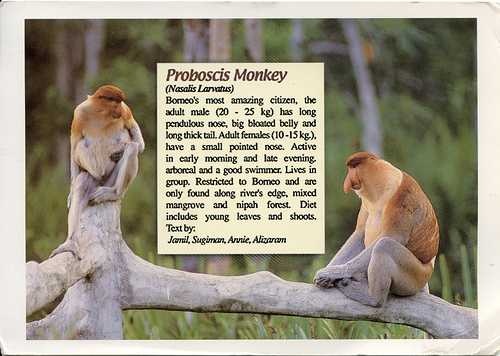 Proboscis Monkey
(Nasalis Larvatus)
Borneo's most amazing citizen, the
adult male (20 - 25 kg) has long
pendulous nose, big bloated belly and
long thick tail. Adult females (10 -15 kg.),
have a small pointed nose. Active
in early morning and late evening.
arboreal and a good swimmer. Lives in
group. Restricted to Borneo and are
only found along river's edge, mixed
mangrove and nipah forest. Diet
includes young leaves and shoots.
Text by:
Jamil, Sugiman, Annie, Alizaram